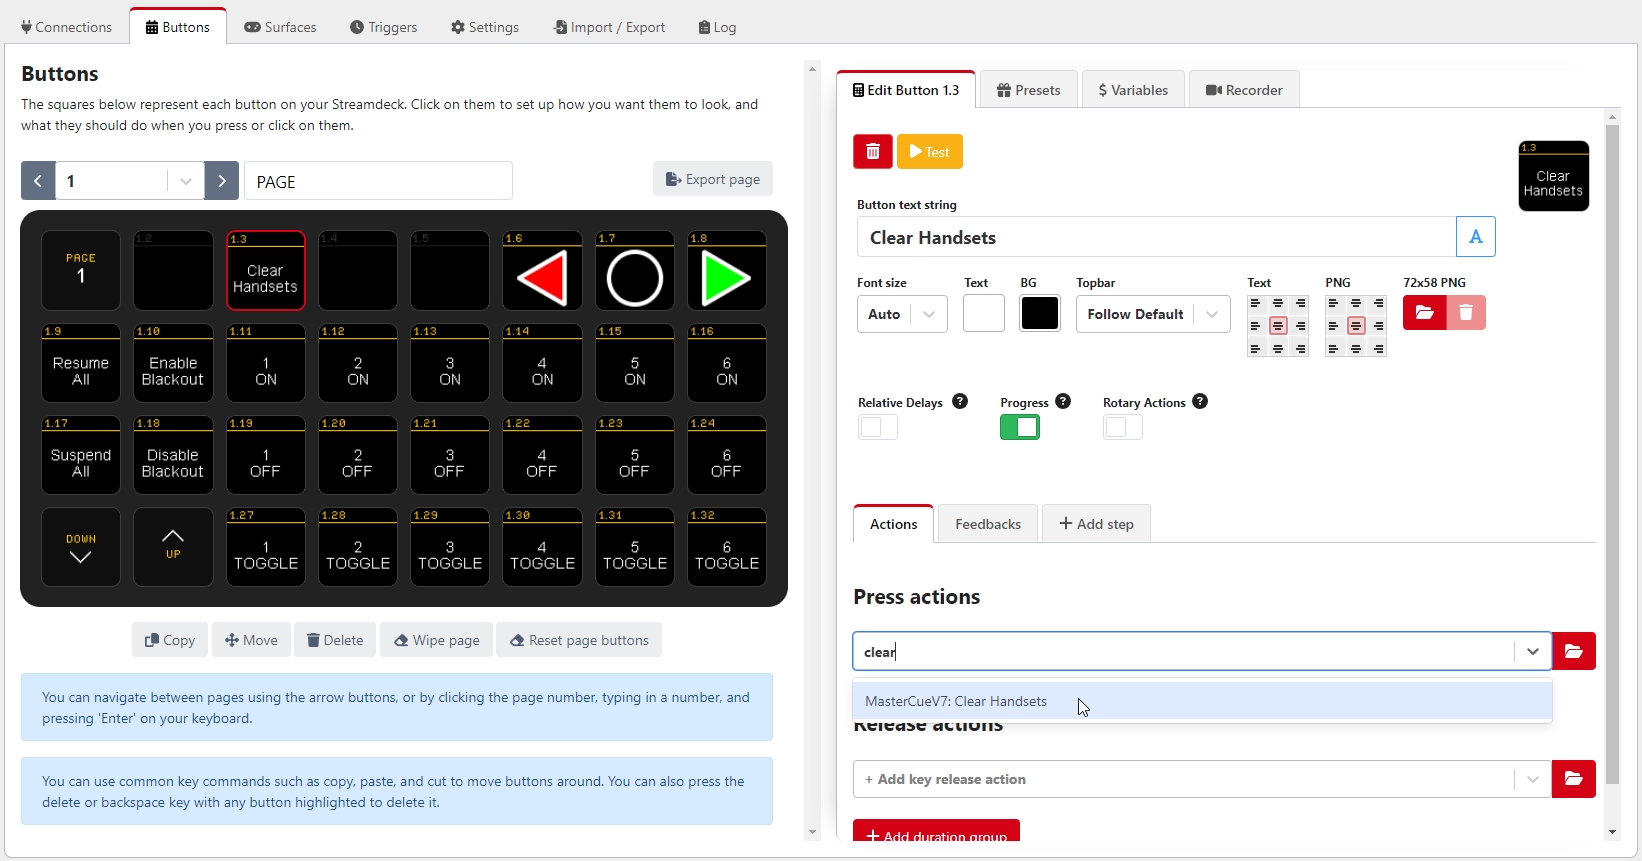 Connections
Buttons
Surfaces
Triggers
Settings
Import / Export
Log
Buttons
The squares below represent each button on your Streamdeck. Click on them to set up how you want them to look, and
what they should do when you press or click on them.
1
PAGE
Export page
PAGE
1
1.2
1.3
Clear
Handsets
1.4
1.5
1.6
1.7
1.8
1.9
Resume
All
1.10
Enable
Blackout
1.11
1
ON
1.12
2
ON
1.13
3
ON
1.14
4
ON
1.15
5
ON
1.16
6
ON
1.17
Suspend
All
1.18
Disable
Blackout
1.19
1
OFF
1.20
2
OFF
1.21
3
OFF
1.22
4
OFF
1.23
5
OFF
1.24
6
OFF
DOWN
UP
1.27
1
TOGGLE
1.28
2
TOGGLE
1.29
3
TOGGLE
1.30
4
TOGGLE
1.31
5
TOGGLE
1.32
6
TOGGLE
Copy
Move
Delete
Wipe page
Reset page buttons
You can navigate between pages using the arrow buttons, or by clicking the page number, typing in a number, and
pressing 'Enter' on your keyboard.
You can use common key commands such as copy, paste, and cut to move buttons around. You can also press the
delete or backspace key with any button highlighted to delete it.
Edit Button 1.3
Presets
$ Variables
Recorder
Test
1.3
Clear
Handsets
Button text string
Clear Handsets
A
Font size
Text
BG
Topbar
Text
PNG
72x58 PNG
Auto
Follow Default
Relative Delays ?
Progress ?
Rotary Actions ?
Actions
Feedbacks
+ Add step
Press actions
clear
MasterCueV7: Clear Handsets
Release actions
+ Add key release action
+ Add duration group